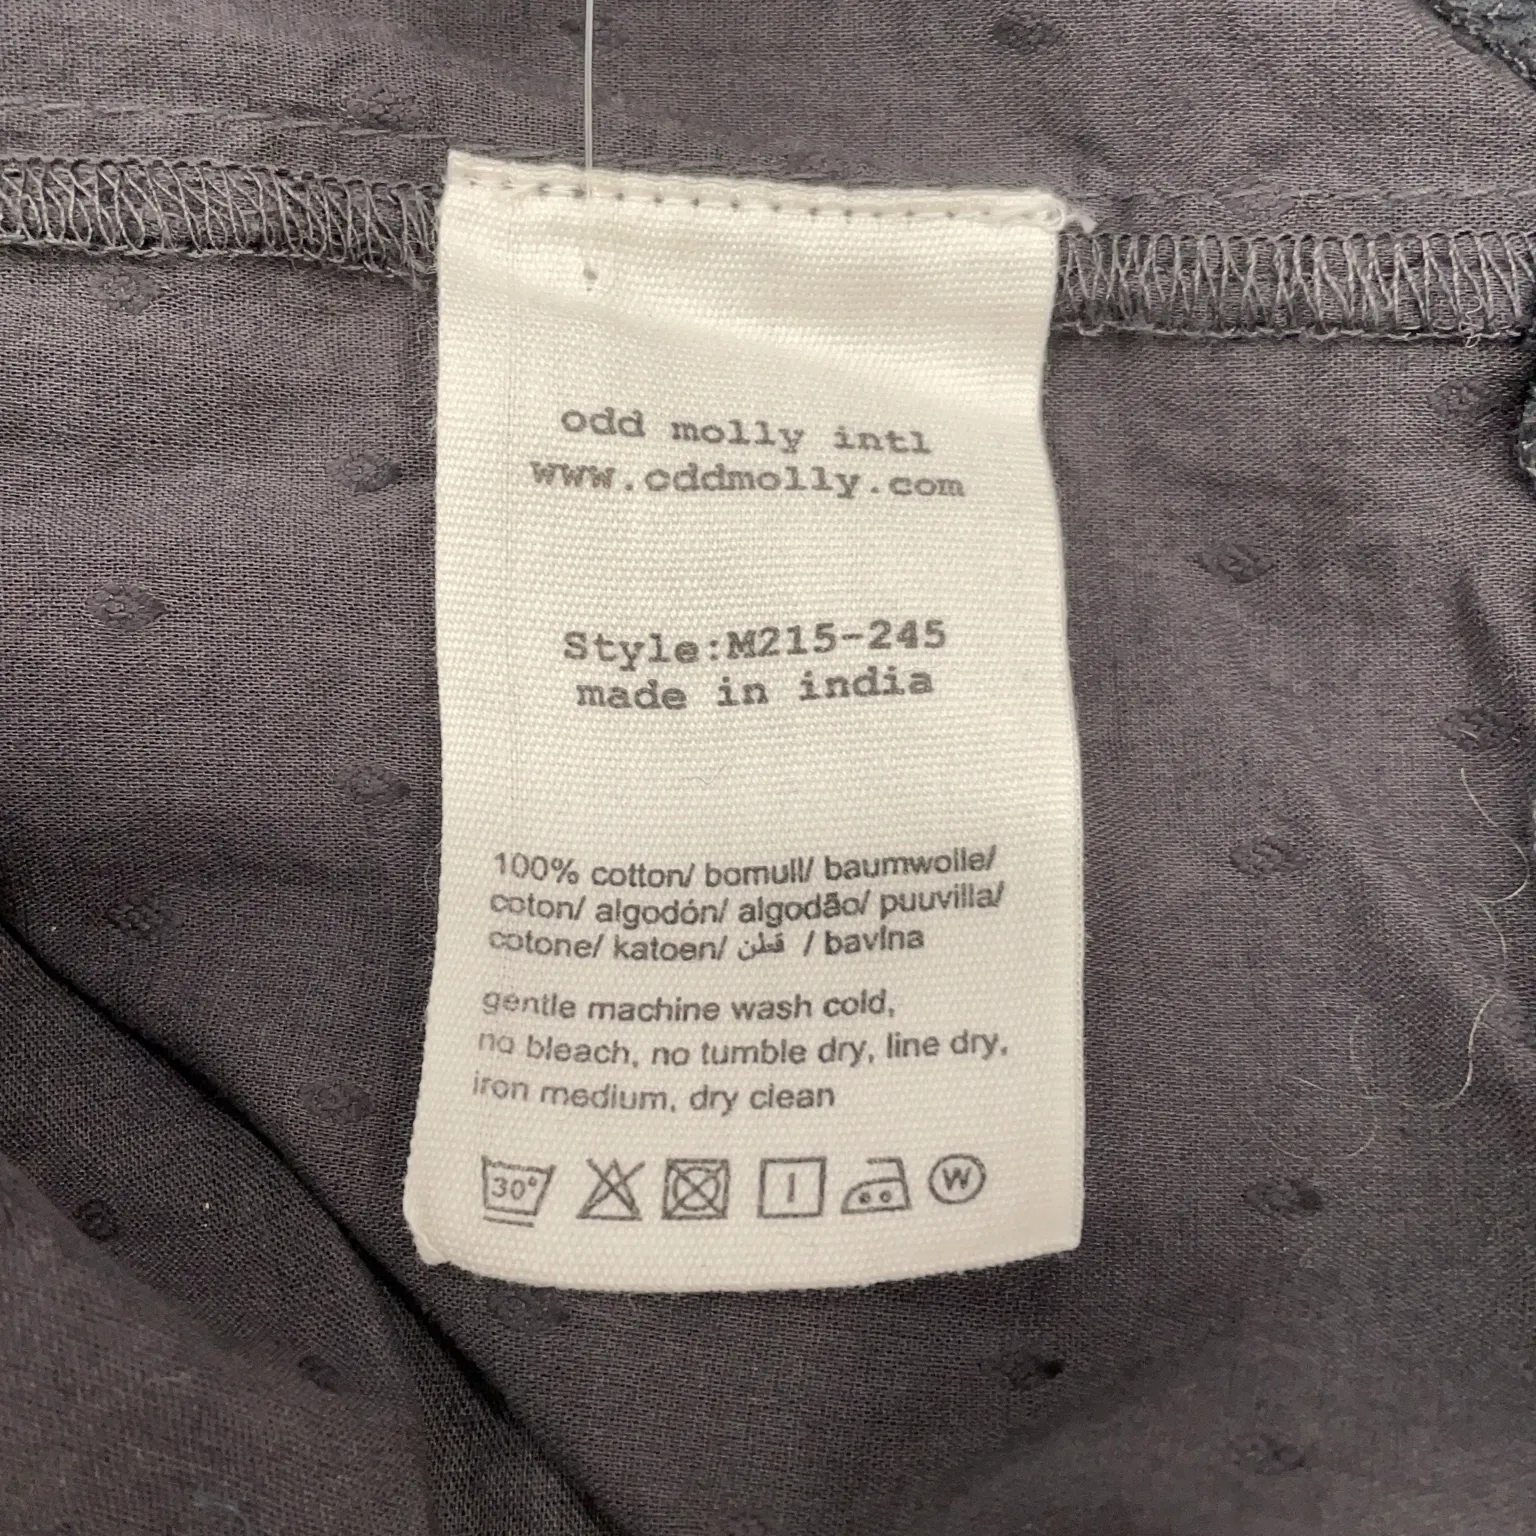 odd molly intl
www.oddmolly.com
Style:M215-245
made in india
100% cotton/ bomull/ baumwolle/
coton/ algodón/ algodão/ puuvilla/
cotone/ katoen/ قطن / bavlna
gentle machine wash cold,
no bleach, no tumble dry, line dry,
iron medium, dry clean
30°
W